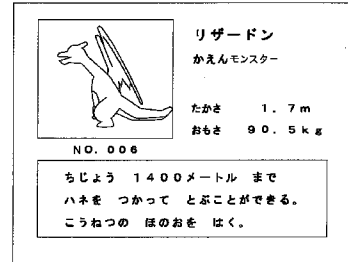 リザードン
かえんモンスター
たかさ 1.7m
おもさ 90.5kg
NO.006
ちじょう 1400メートル まで
ハネを つかって とぶことができる。
こうねつの ほのおを はく。